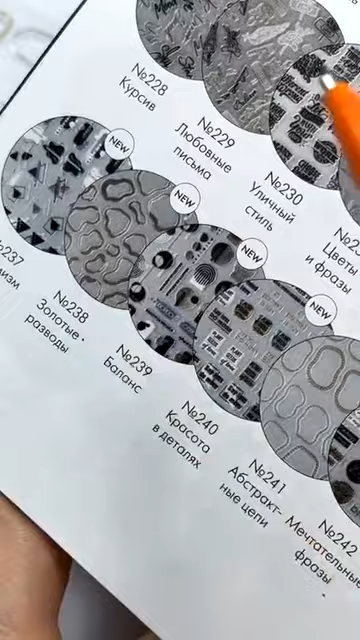 №228
Курсив
№229
Любовные
письмо
№230
Уличный
стиль
Цветы
и фразы
NEW
NEW
NEW
NEW
№238
Золотые
разводы
№239
Баланс
№240
Красота
в деталях
№241
Абстракт-
ные цепи
№242
Мечтательные
фразы